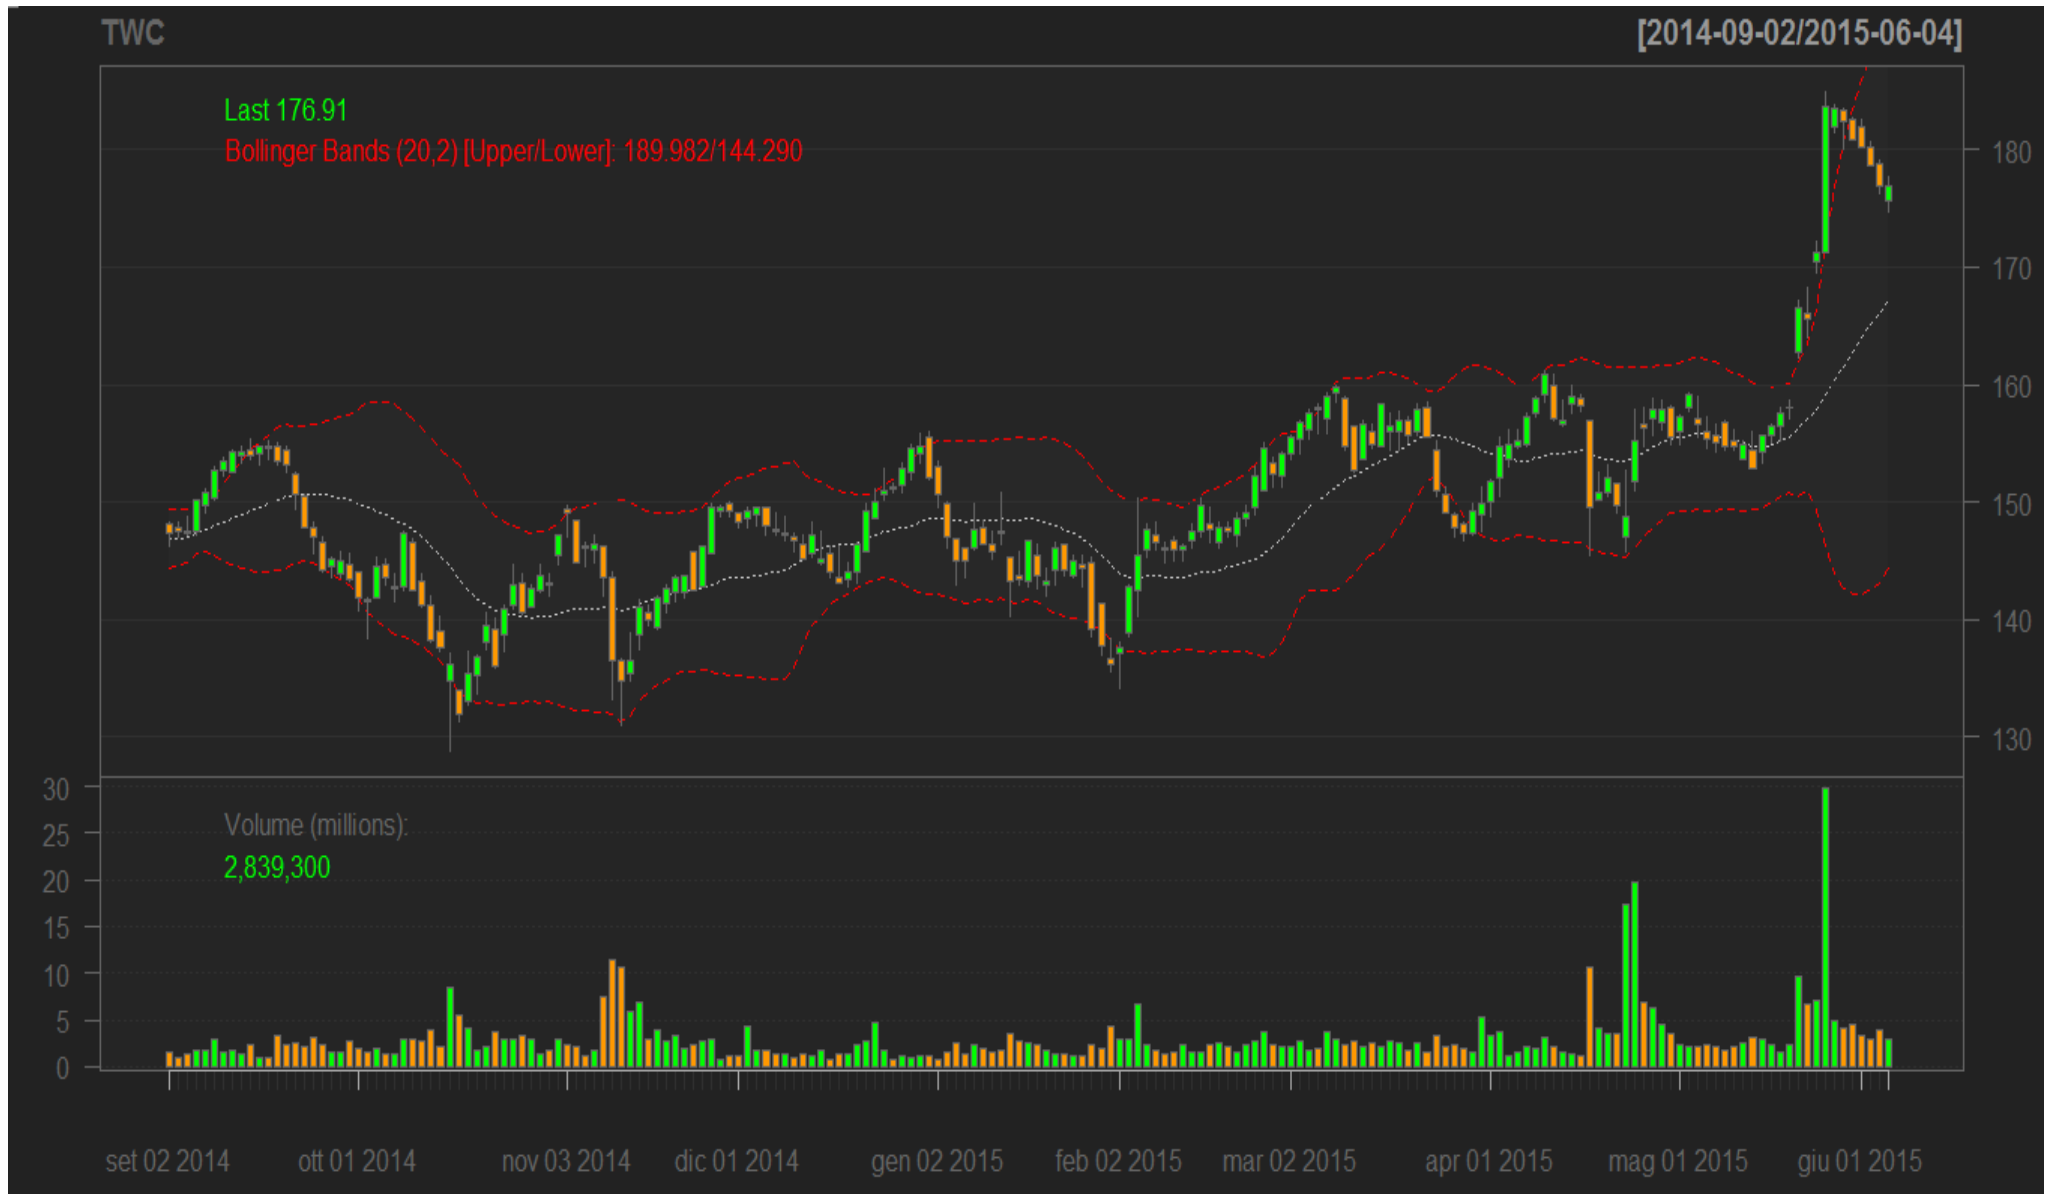 TWC [2014-09-02/2015-06-04]
Last 176.91
Bollinger Bands (20,2) [Upper/Lower]: 189.982/144.290
180
170
160
150
140
130
30
25
20
15
10
5
0
Volume (millions):
2,839,300
set 02 2014 ott 01 2014 nov 03 2014 dic 01 2014 gen 02 2015 feb 02 2015 mar 02 2015 apr 01 2015 mag 01 2015 giu 01 2015